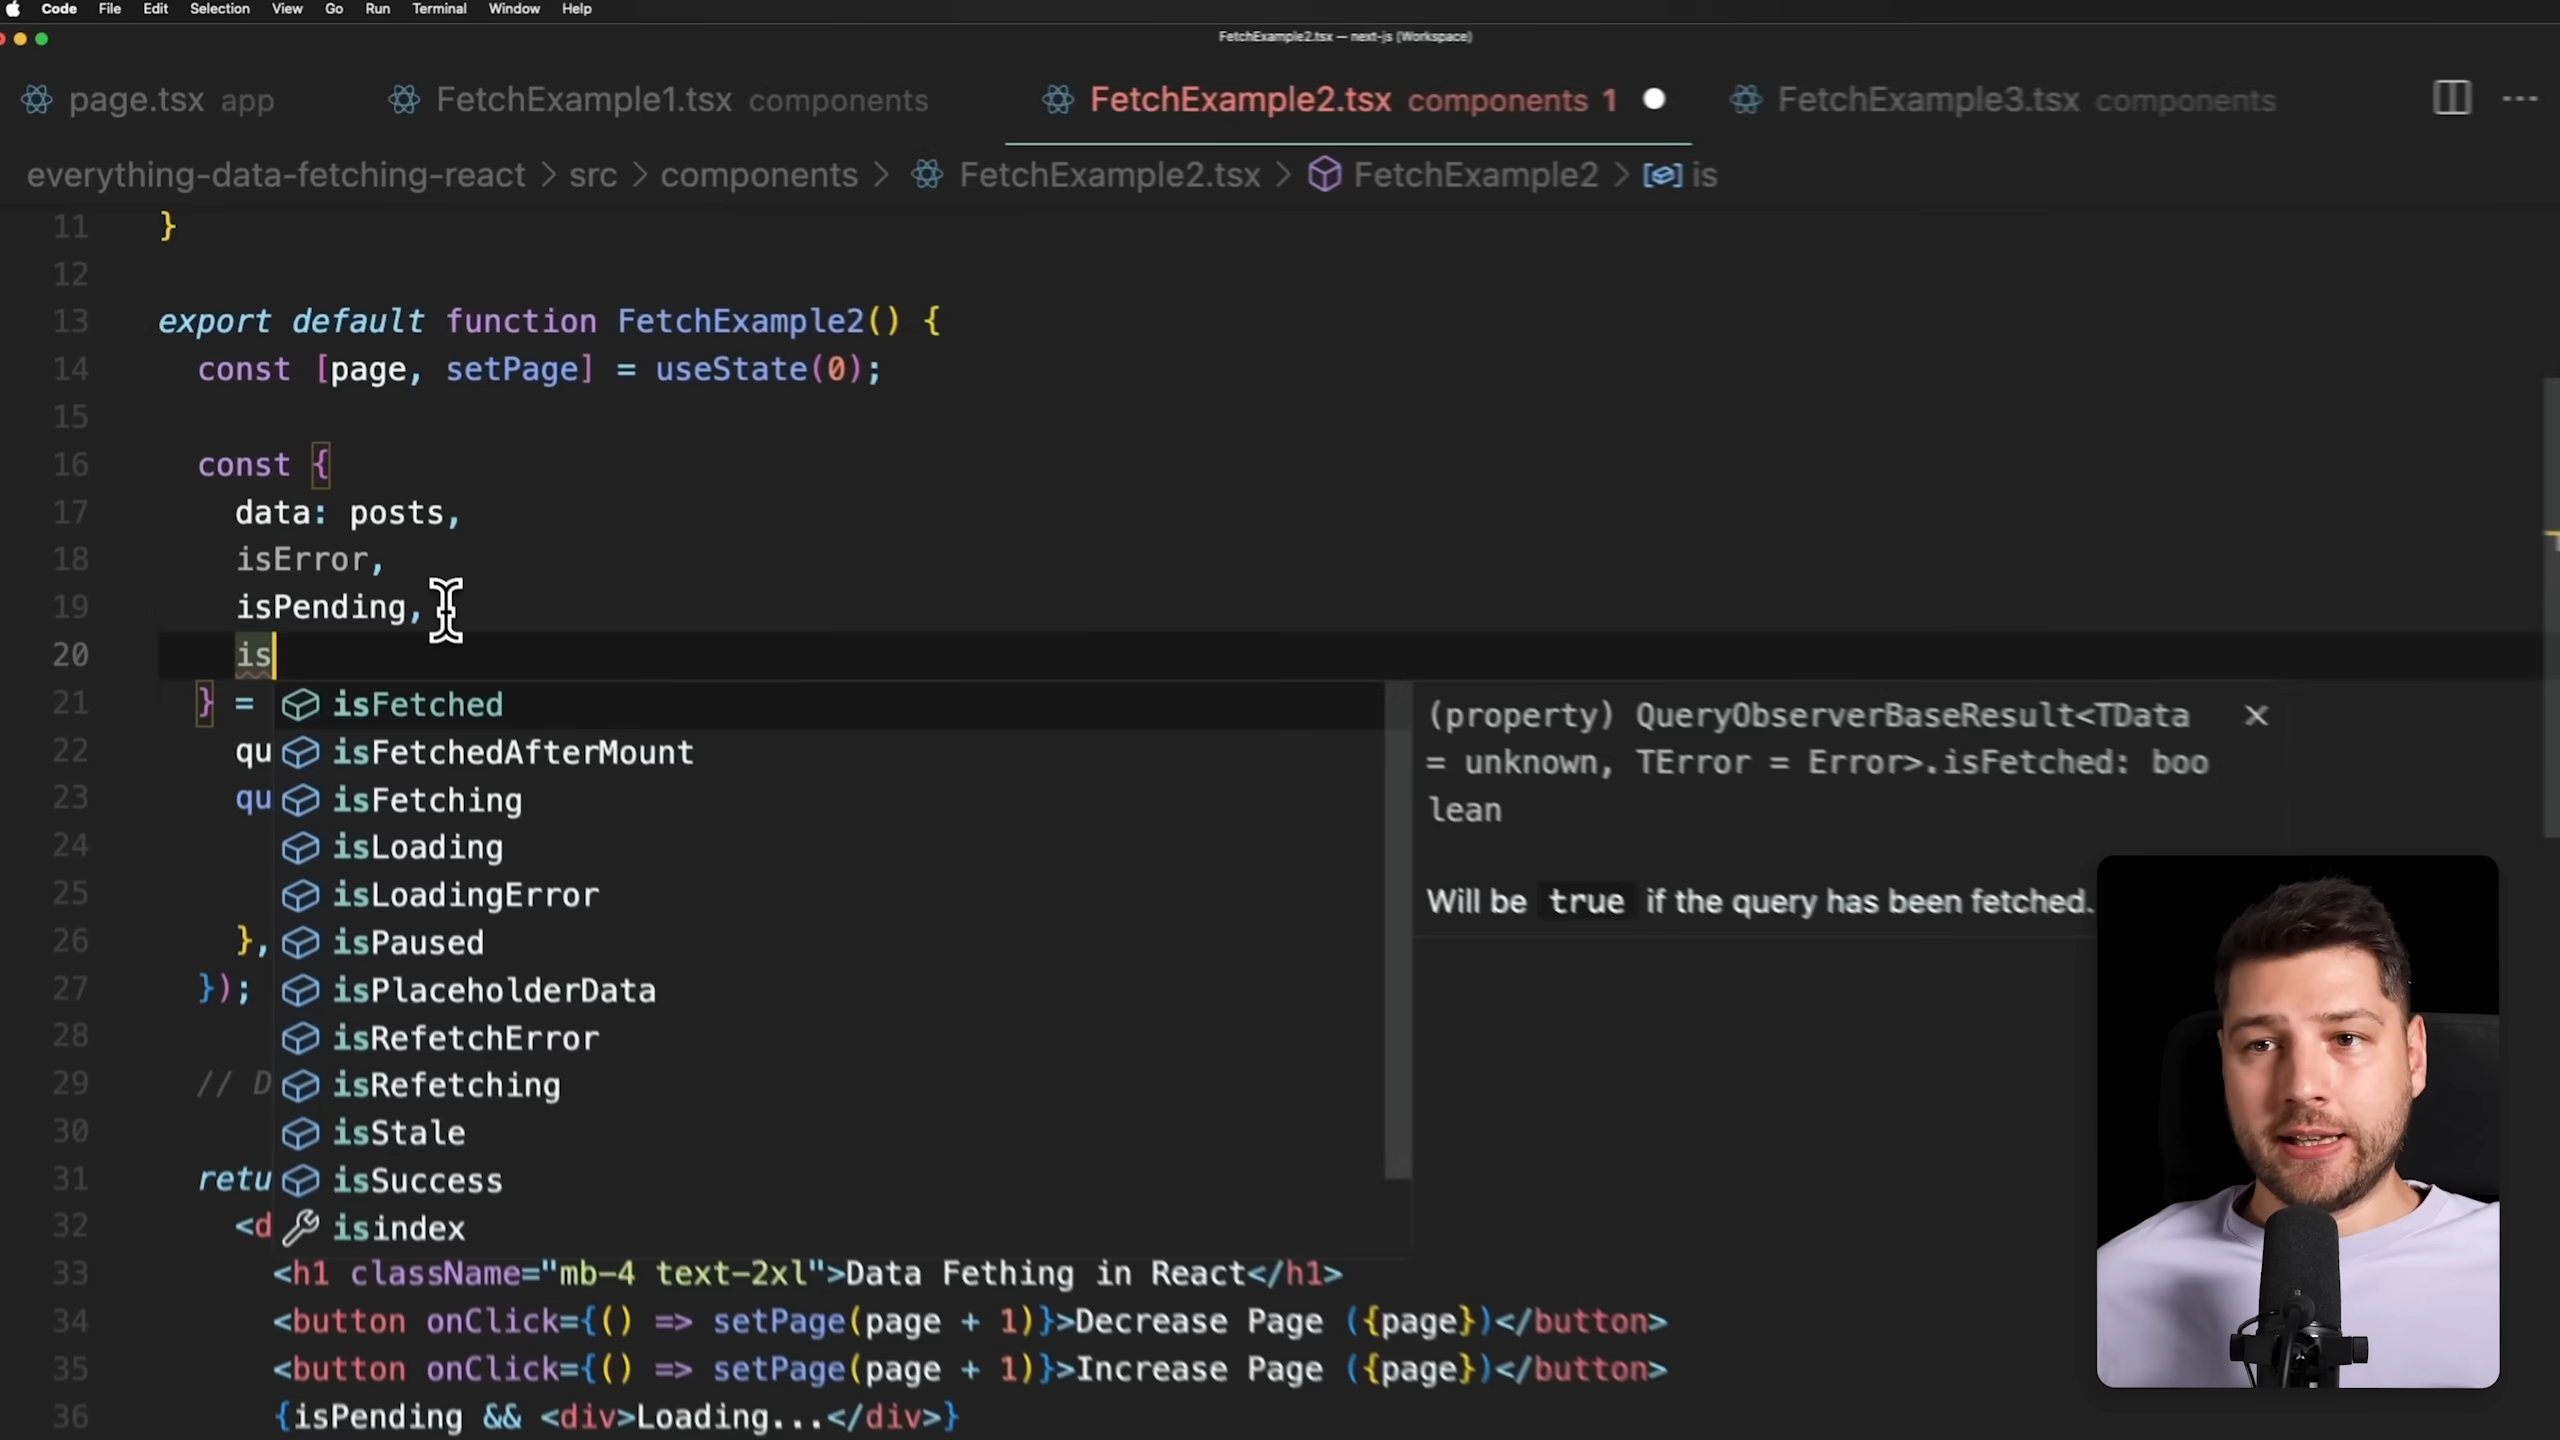 Code File Edit Selection View Go Run Terminal Window Help
FetchExample2.tsx — next-js (Workspace)
page.tsx app FetchExample1.tsx components FetchExample2.tsx components 1 FetchExample3.tsx components
everything-data-fetching-react > src > components > FetchExample2.tsx > FetchExample2 > is
11 }
12
13 export default function FetchExample2() {
14 const [page, setPage] = useState(0);
15
16 const {
17 data: posts,
18 isError,
19 isPending,
20 is
21 } =
isFetched
22 qu
isFetchedAfterMount
23 qu
isFetching
24
isLoading
25
isLoadingError
26 },
isPaused
27 });
isPlaceholderData
28
isRefetchError
29 // D
isRefetching
30
isStale
31 retu
isSuccess
32 <d
isindex
(property) QueryObserverBaseResult<TData
= unknown, TError = Error>.isFetched: boo
lean
Will be true if the query has been fetched.
33 <h1 className="mb-4 text-2xl">Data Fething in React</h1>
34 <button onClick={() => setPage(page + 1)}>Decrease Page ({page})</button>
35 <button onClick={() => setPage(page + 1)}>Increase Page ({page})</button>
36 {isPending && <div>Loading...</div>}